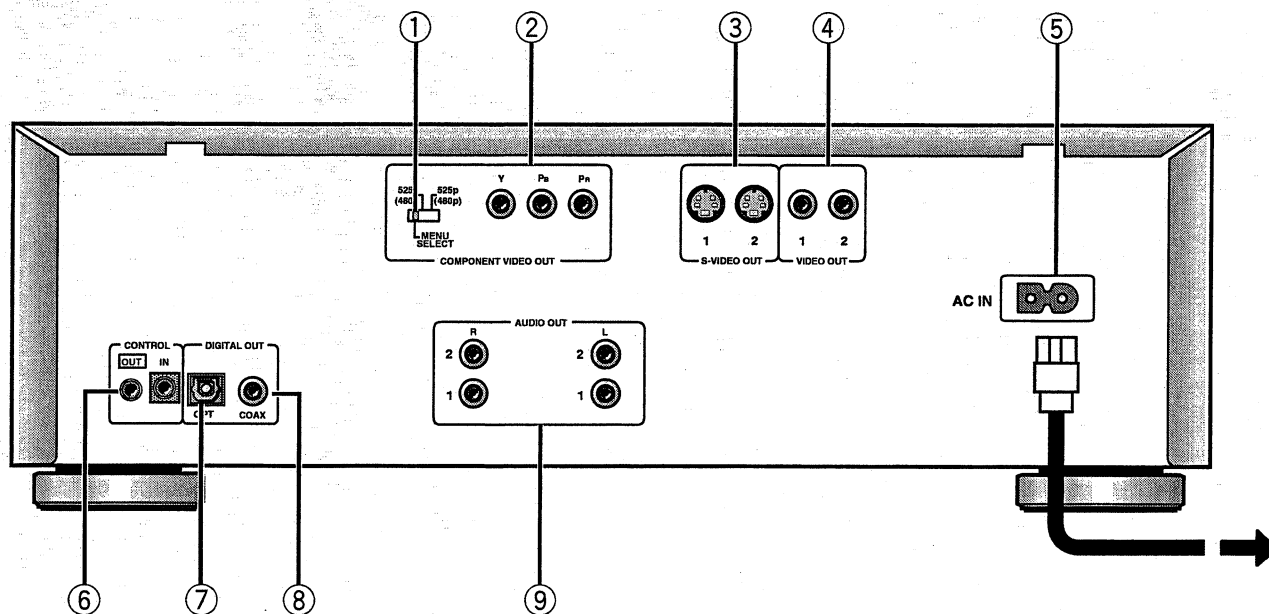 ① ② ③ ④ ⑤
Y PB PR
525 525p
(480 (480p)
MENU
SELECT
COMPONENT VIDEO OUT
1 2 1 2
S-VIDEO OUT VIDEO OUT
AC IN
AUDIO OUT
R L
2 2
1 1
CONTROL DIGITAL OUT
OUT IN
OPT COAX
⑥ ⑦ ⑧ ⑨